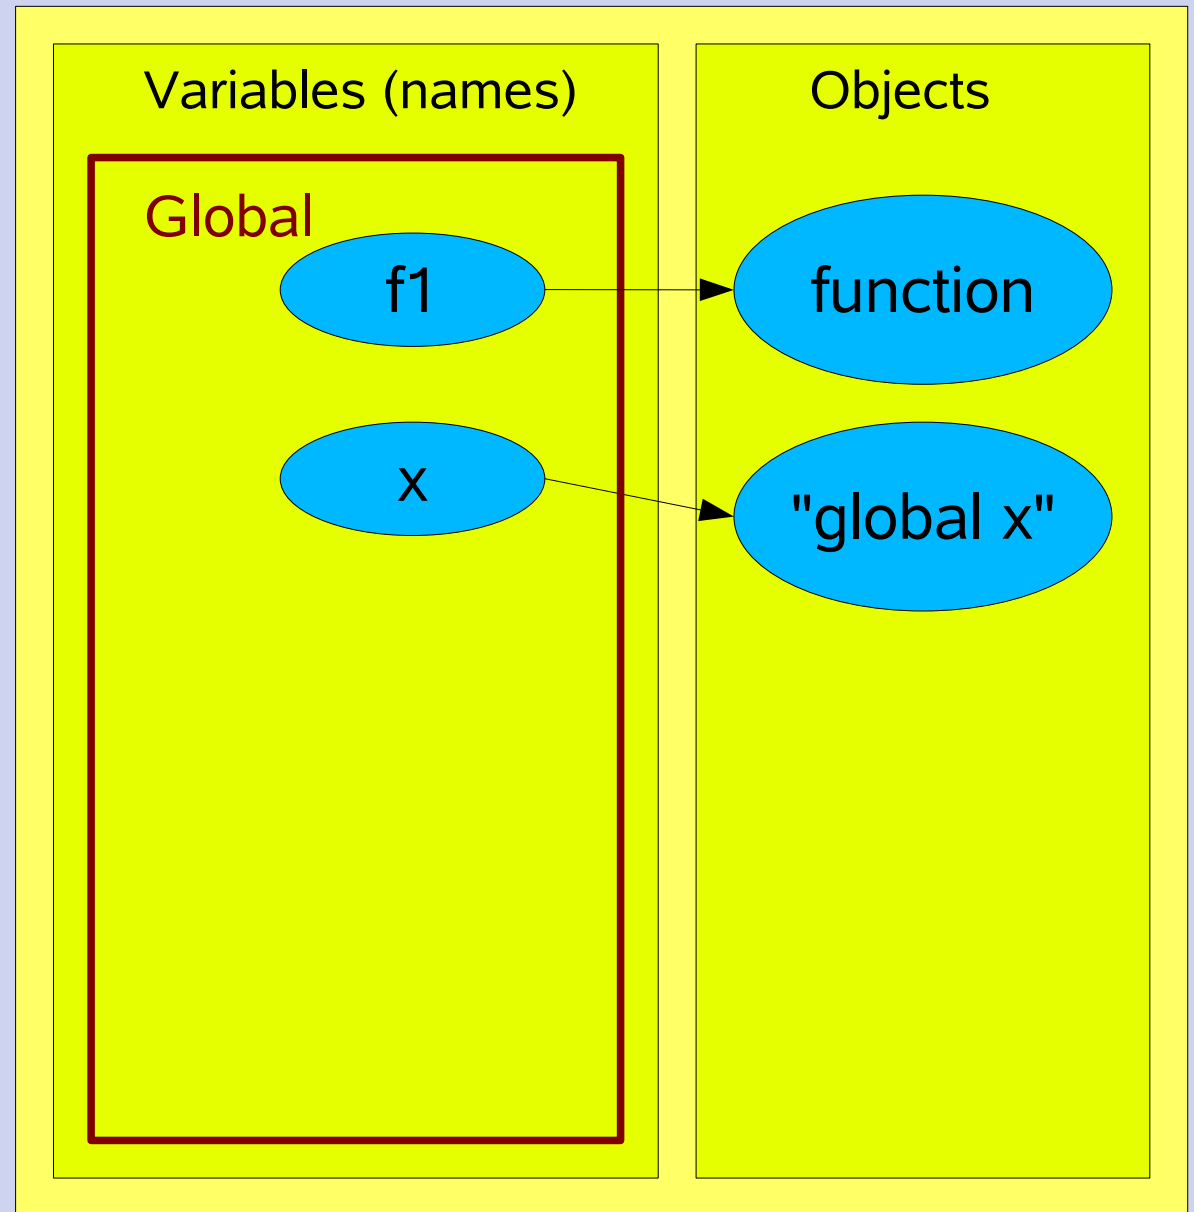 Variables (names)
Objects
Global
f1
function
x
"global x"